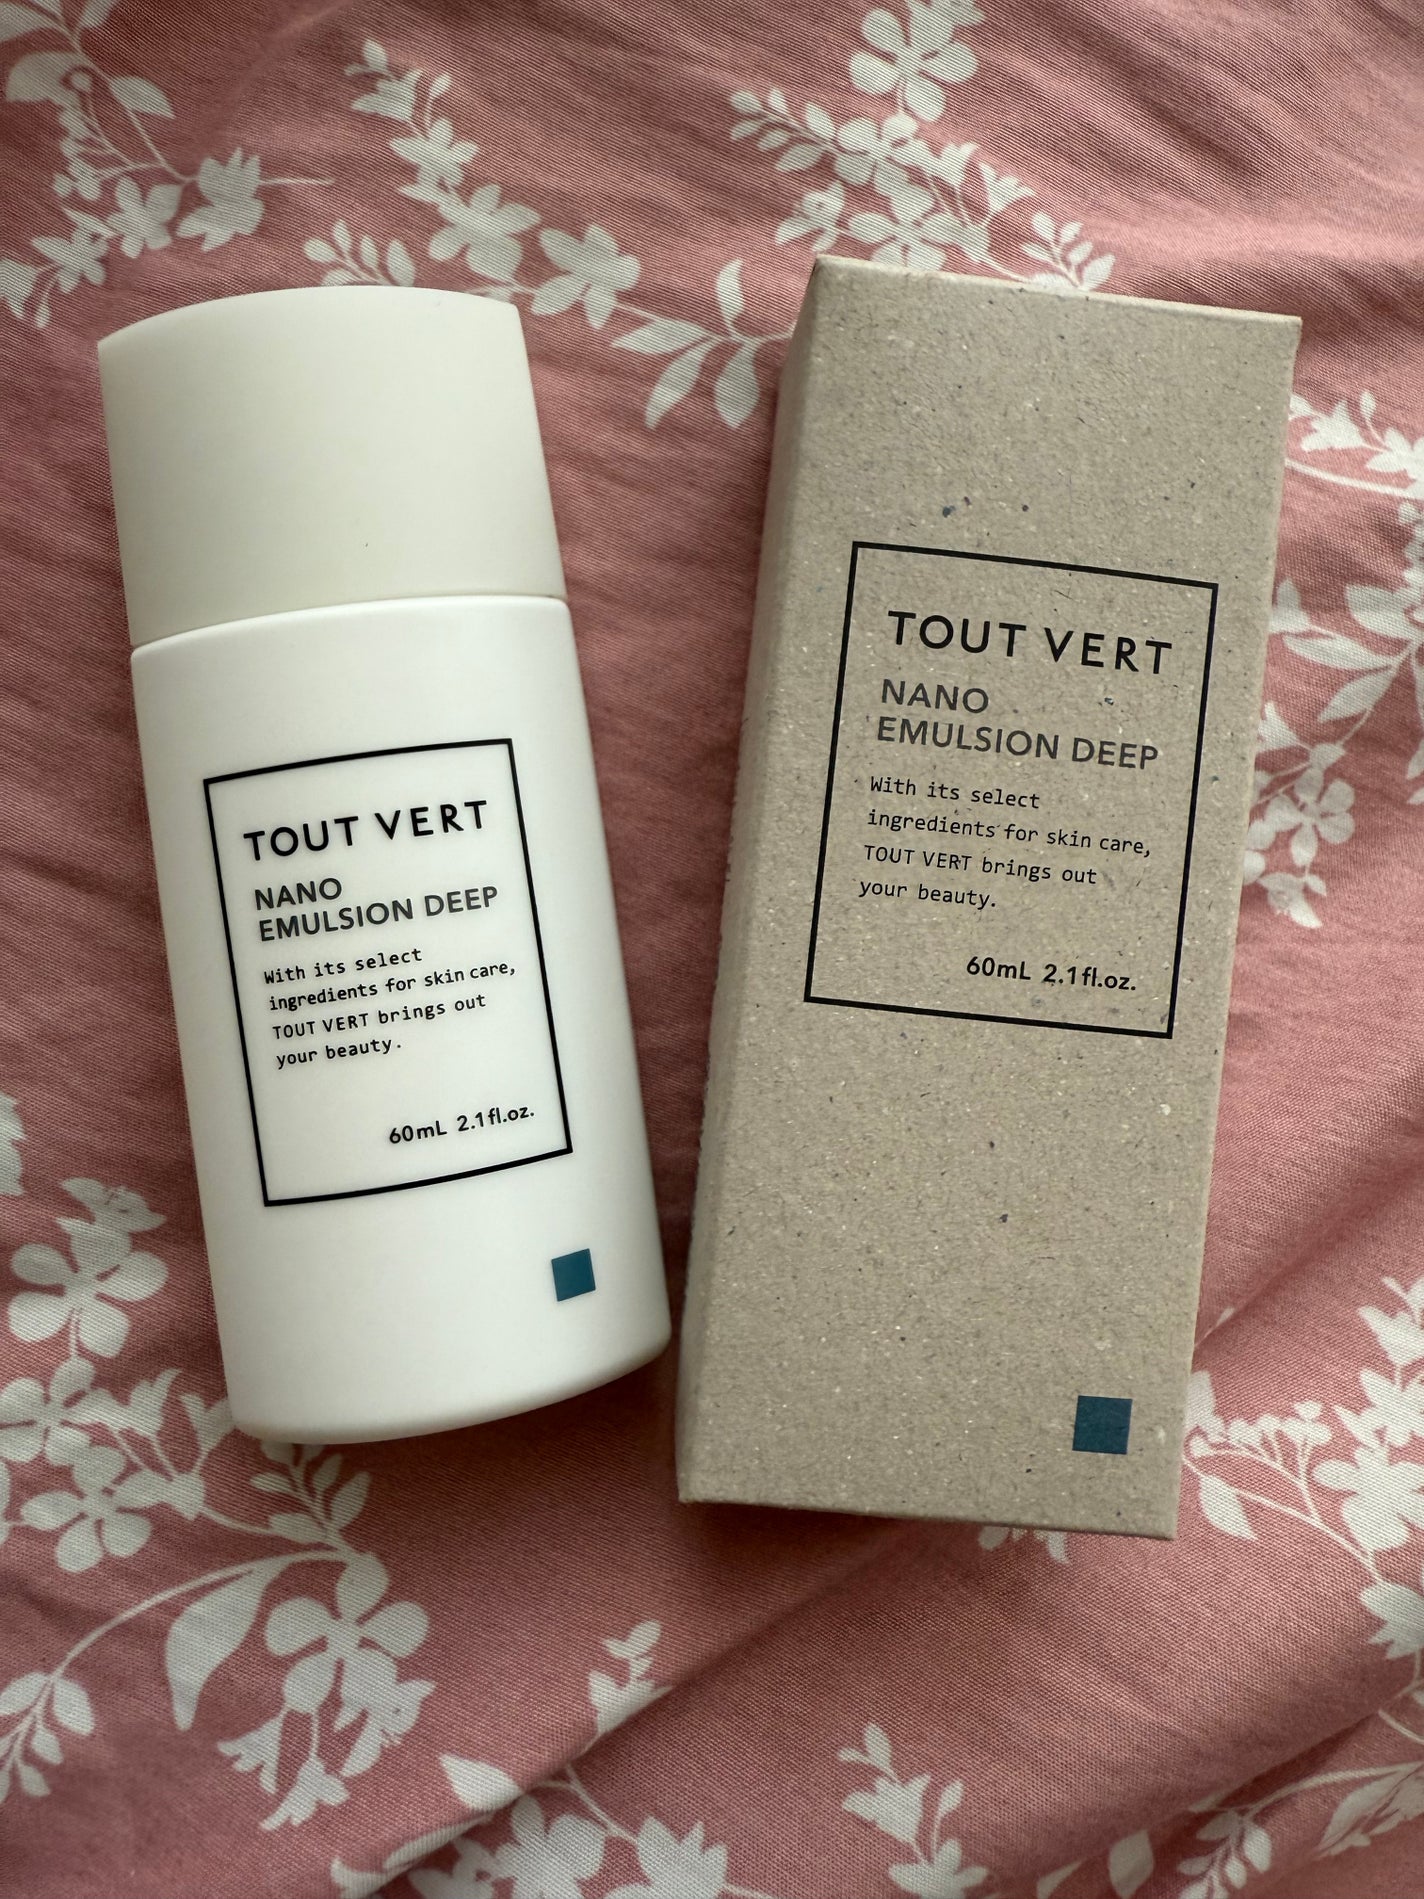 TOUT VERT
NANO
EMULSION DEEP
With its select
ingredients for skin care,
TOUT VERT brings out
your beauty.
60mL 2.1fl.oz.
TOUT VERT
NANO
EMULSION DEEP
With its select
ingredients for skin care,
TOUT VERT brings out
your beauty.
60mL 2.1fl.oz.